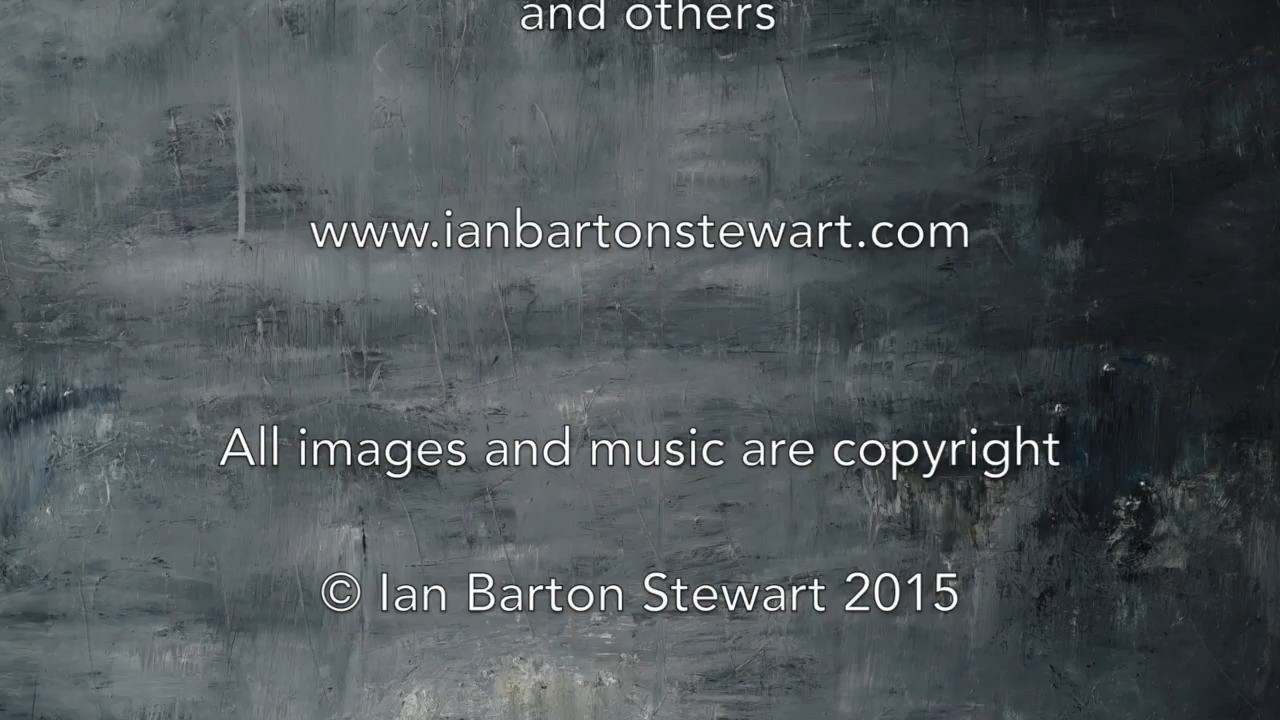 and others
www.ianbartonstewart.com
All images and music are copyright
© Ian Barton Stewart 2015